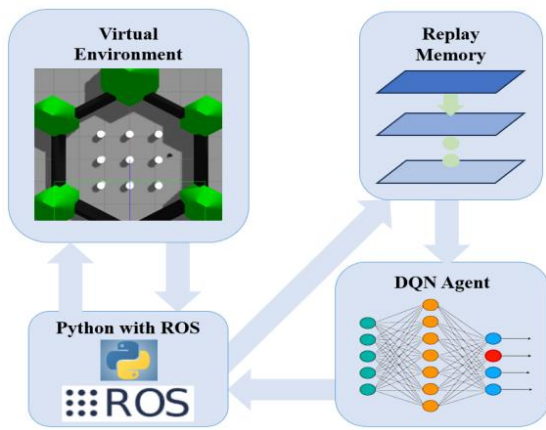 Virtual
Environment
Replay
Memory
Python with ROS
ROS
DQN Agent